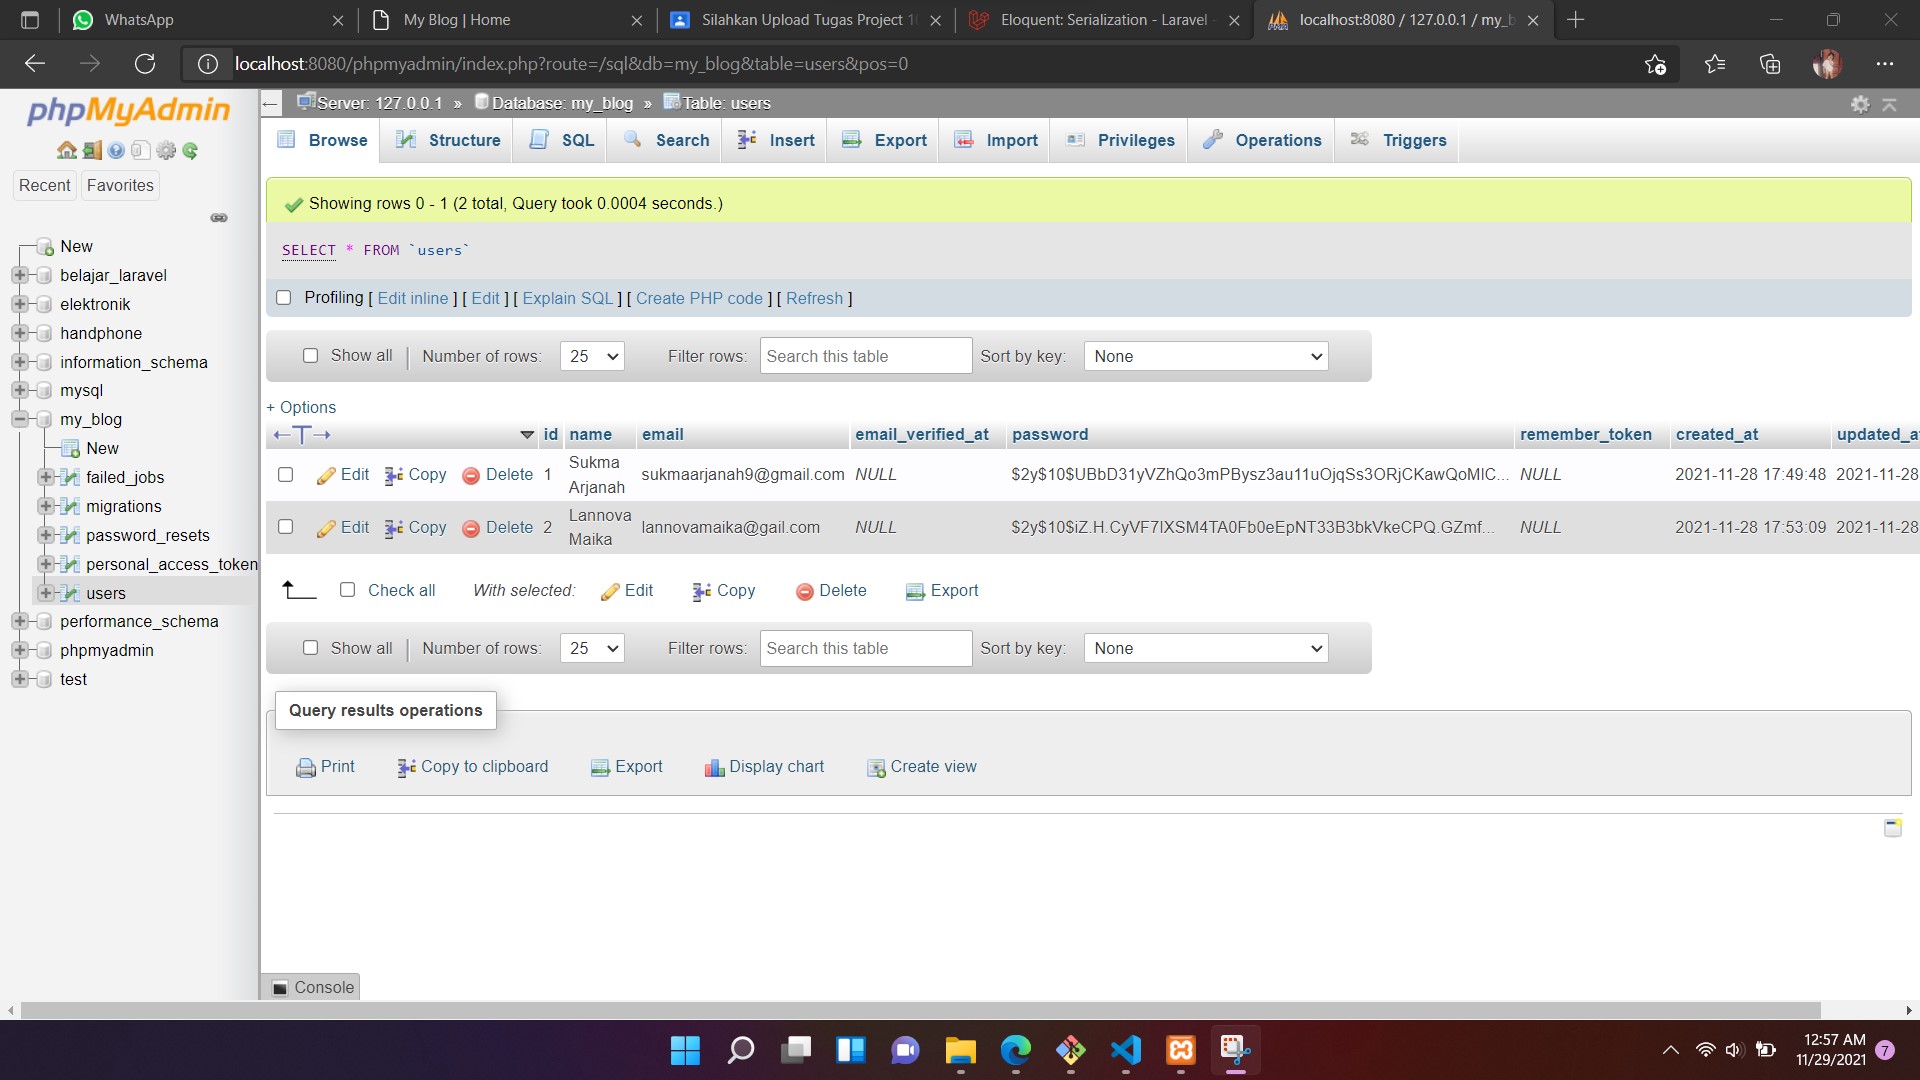 WhatsApp
My Blog | Home
Silahkan Upload Tugas Project 10
Eloquent: Serialization - Laravel
localhost:8080 / 127.0.0.1 / my_b
localhost:8080/phpmyadmin/index.php?route=/sql&db=my_blog&table=users&pos=0
phpMyAdmin
Recent Favorites
New
belajar_laravel
elektronik
handphone
information_schema
mysql
my_blog
New
failed_jobs
migrations
password_resets
personal_access_token
users
performance_schema
phpmyadmin
test
Server: 127.0.0.1 » Database: my_blog » Table: users
Browse Structure SQL Search Insert Export Import Privileges Operations Triggers
Showing rows 0 - 1 (2 total, Query took 0.0004 seconds.)
SELECT * FROM `users`
Profiling [ Edit inline ] [ Edit ] [ Explain SQL ] [ Create PHP code ] [ Refresh ]
Show all | Number of rows: 25 Filter rows: Search this table Sort by key: None
+ Options
←T→ id name email email_verified_at password remember_token created_at updated_a
Edit Copy Delete 1 Sukma Arjanah sukmaarjanah9@gmail.com NULL $2y$10$UBbD31yVZhQo3mPBysz3au11uOjqSs3ORjCKawQoMlC... NULL 2021-11-28 17:49:48 2021-11-28
Edit Copy Delete 2 Lannova Maika lannovamaika@gail.com NULL $2y$10$iZ.H.CyVF7lXSM4TA0Fb0eEpNT33B3bkVkeCPQ.GZmf... NULL 2021-11-28 17:53:09 2021-11-28
Check all With selected: Edit Copy Delete Export
Show all | Number of rows: 25 Filter rows: Search this table Sort by key: None
Query results operations
Print Copy to clipboard Export Display chart Create view
Console
12:57 AM
11/29/2021 7